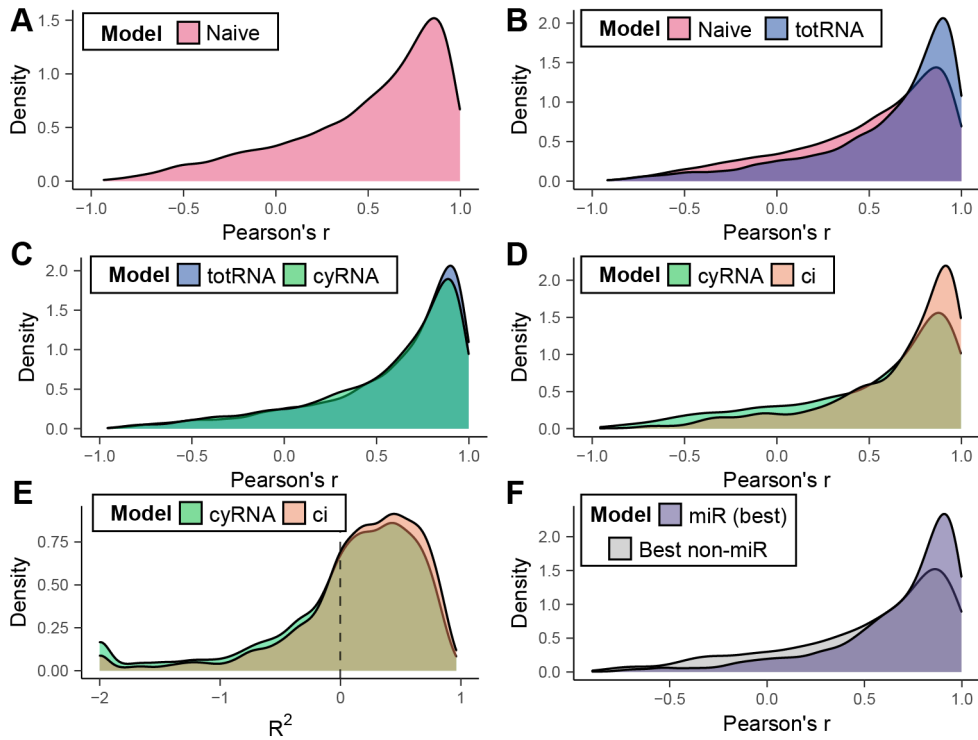 A
Model Naive
Density
1.5
1.0
0.5
0.0
−1.0 −0.5 0.0 0.5 1.0
Pearson's r
B
Model Naive totRNA
Density
2.0
1.5
1.0
0.5
0.0
−1.0 −0.5 0.0 0.5 1.0
Pearson's r
C
Model totRNA cyRNA
Density
2.0
1.5
1.0
0.5
0.0
−1.0 −0.5 0.0 0.5 1.0
Pearson's r
D
Model cyRNA ci
Density
2.0
1.5
1.0
0.5
0.0
−1.0 −0.5 0.0 0.5 1.0
Pearson's r
E
Model cyRNA ci
Density
0.75
0.50
0.25
0.00
−2 −1 0 1
R²
F
Model miR (best)
Best non-miR
Density
2.0
1.5
1.0
0.5
0.0
−0.5 0.0 0.5 1.0
Pearson's r